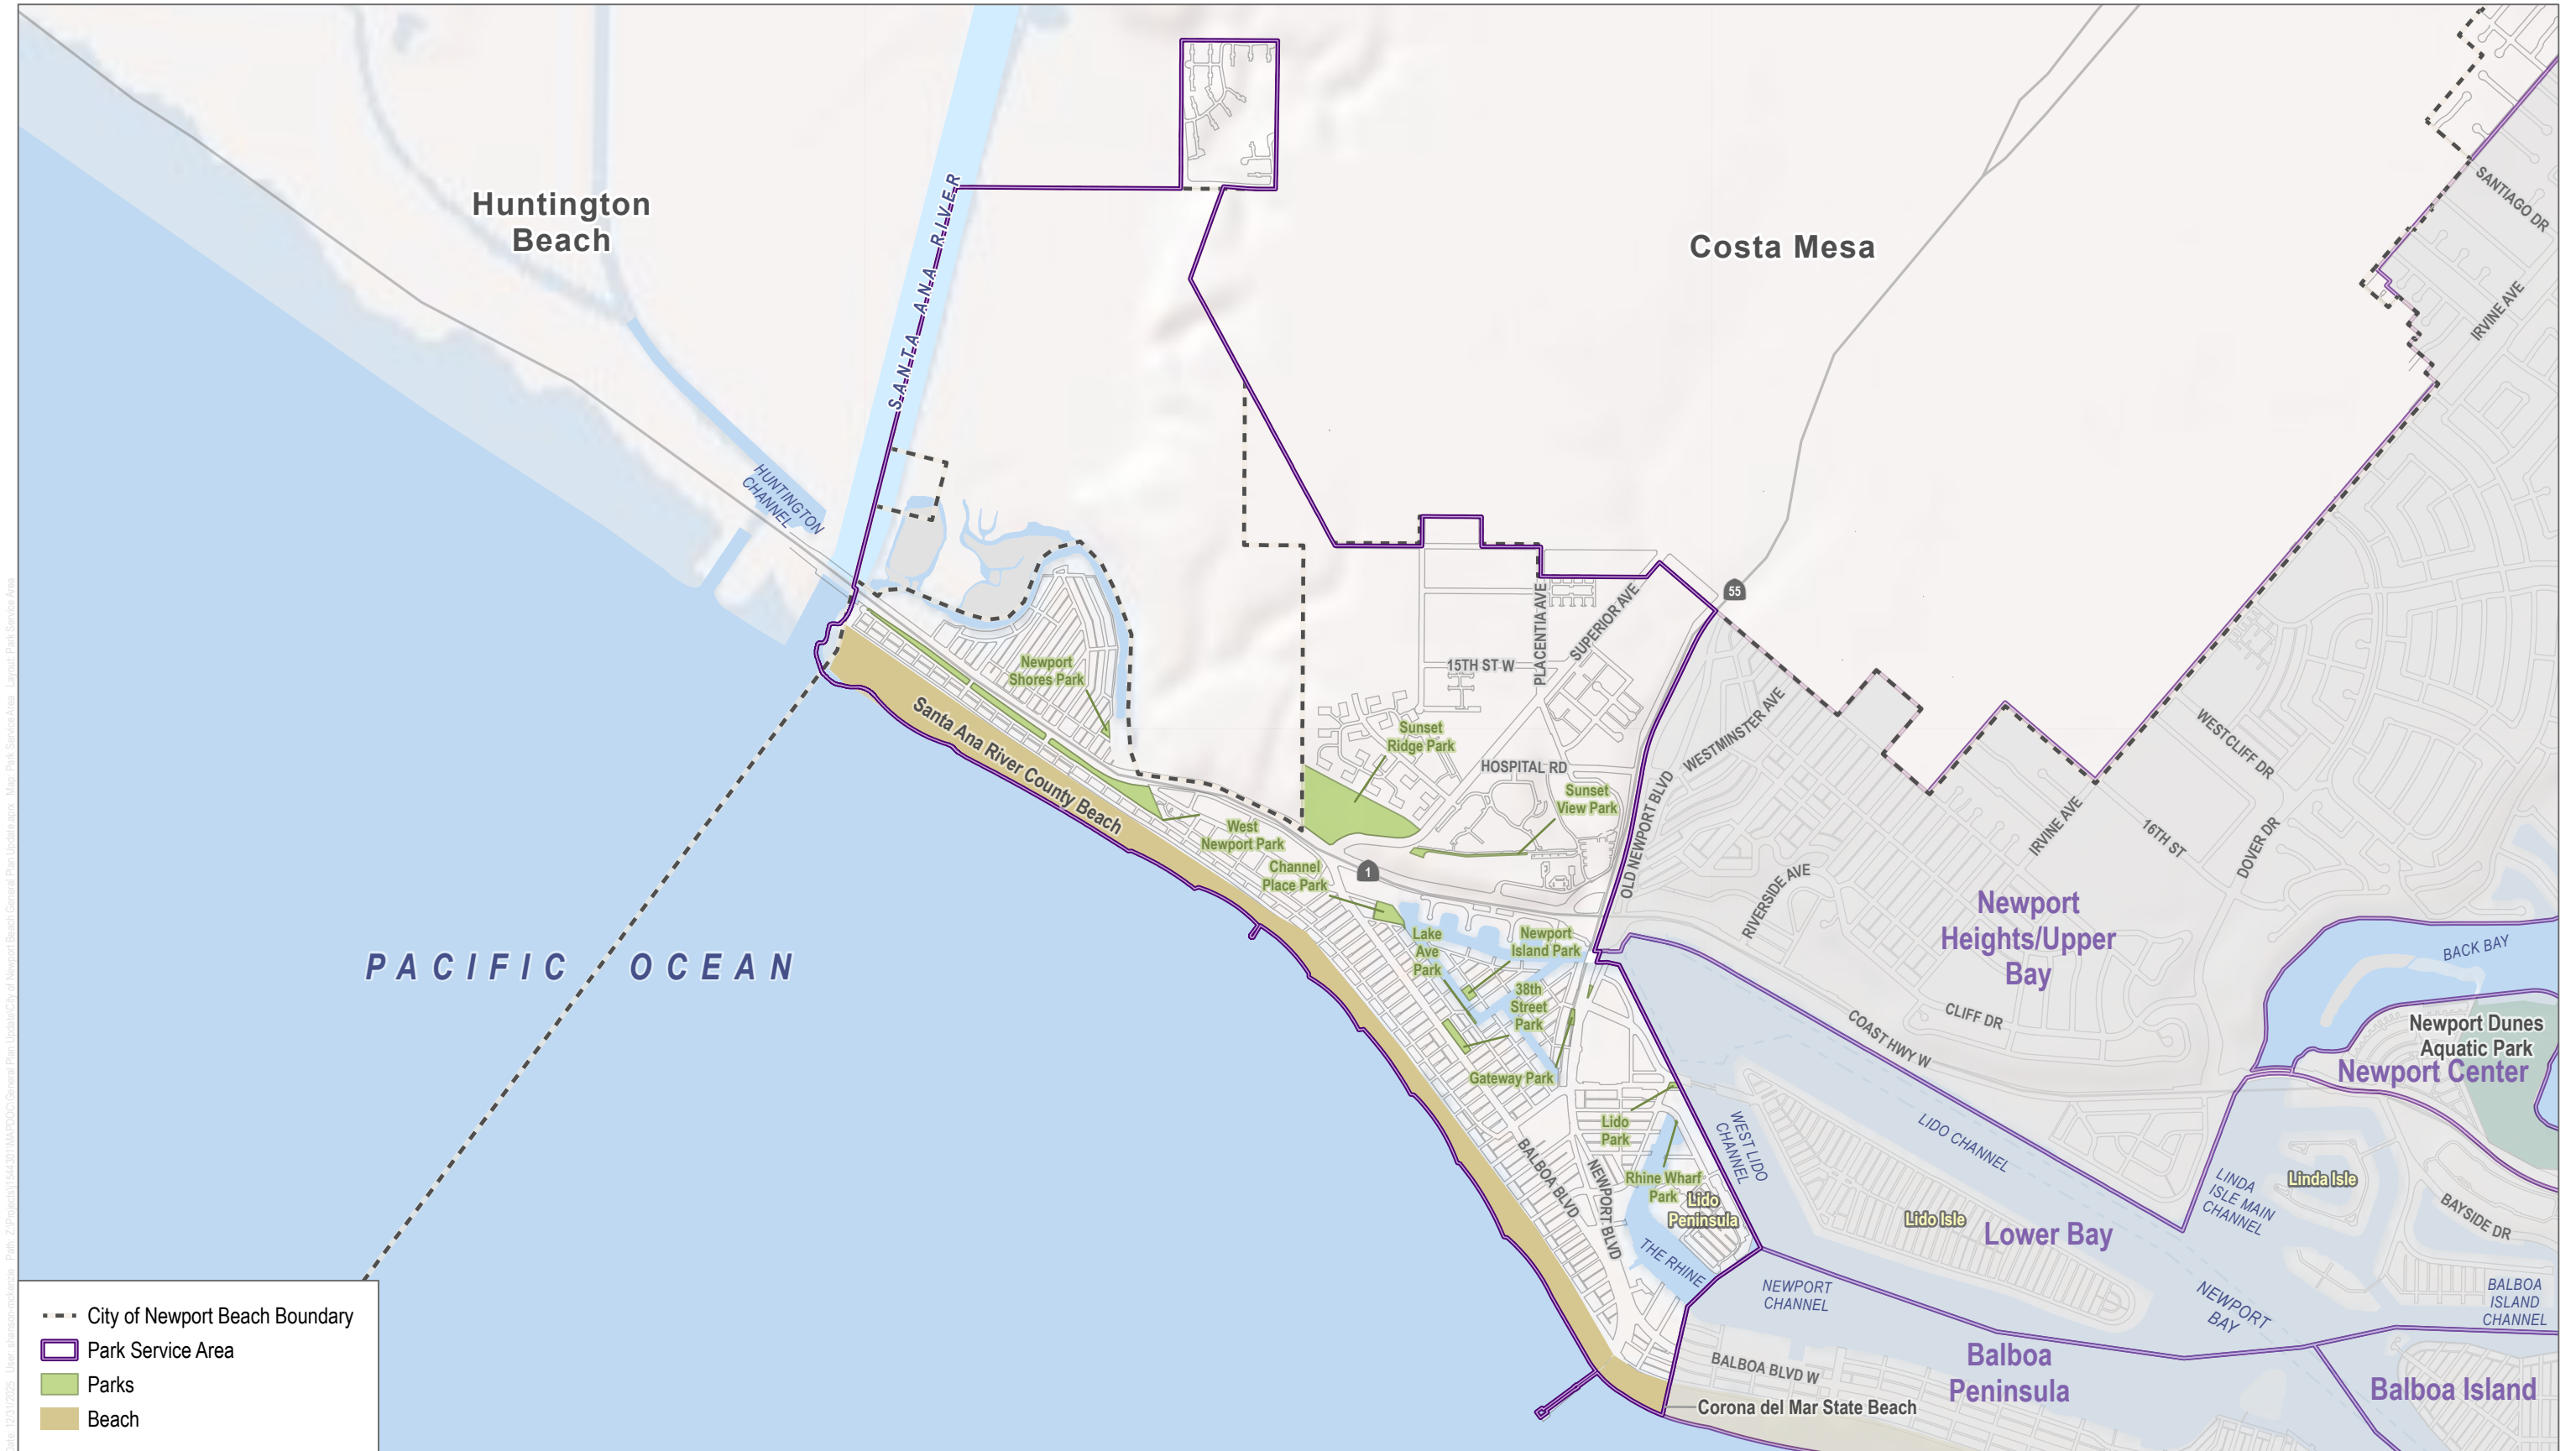 Huntington
Beach
SANTA ANA RIVER
Costa Mesa
SANTIAGO DR
IRVINE AVE
HUNTINGTON
CHANNEL
55
PLACENTIA AVE
SUPERIOR AVE
15TH ST W
Newport
Shores Park
Santa Ana River County Beach
Sunset
Ridge Park
HOSPITAL RD
Sunset
View Park
WESTMINSTER AVE
OLD NEWPORT BLVD
WESTCLIFF DR
IRVINE AVE
16TH ST
DOVER DR
West
Newport Park
Channel
Place Park
1
RIVERSIDE AVE
Newport
Heights/Upper
Bay
PACIFIC OCEAN
Lake
Ave
Park
Newport
Island Park
38th
Street
Park
Gateway Park
BACK BAY
CLIFF DR
COAST HWY W
Newport Dunes
Aquatic Park
Newport Center
Lido
Park
Rhine Wharf
Park
Lido
Peninsula
WEST LIDO
CHANNEL
LIDO CHANNEL
BALBOA BLVD
NEWPORT BLVD
THE RHINE
LINDA
ISLE MAIN
CHANNEL
Linda Isle
Lido Isle
Lower Bay
BAYSIDE DR
NEWPORT
CHANNEL
NEWPORT
BAY
BALBOA
ISLAND
CHANNEL
BALBOA BLVD W
Balboa
Peninsula
Balboa Island
Corona del Mar State Beach
City of Newport Beach Boundary
Park Service Area
Parks
Beach